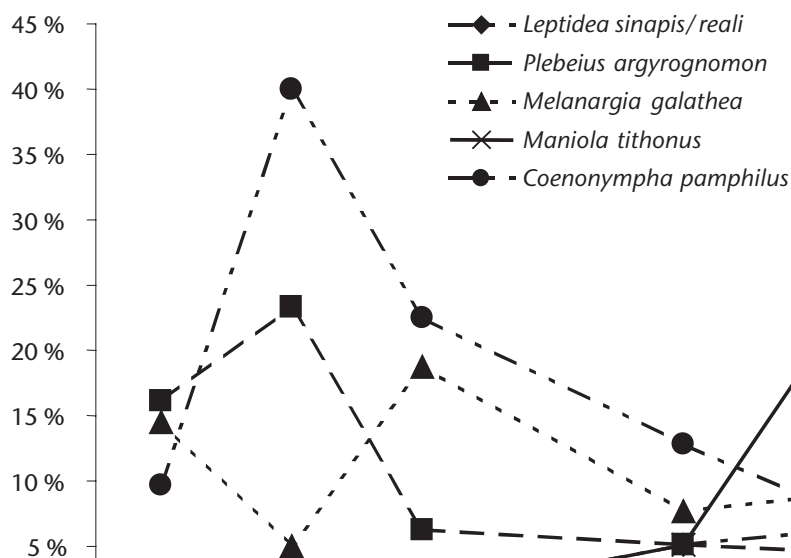 45 %
40 %
35 %
30 %
25 %
20 %
15 %
10 %
5 %
Leptidea sinapis/reali
Plebeius argyrognomon
Melanargia galathea
Maniola tithonus
Coenonympha pamphilus